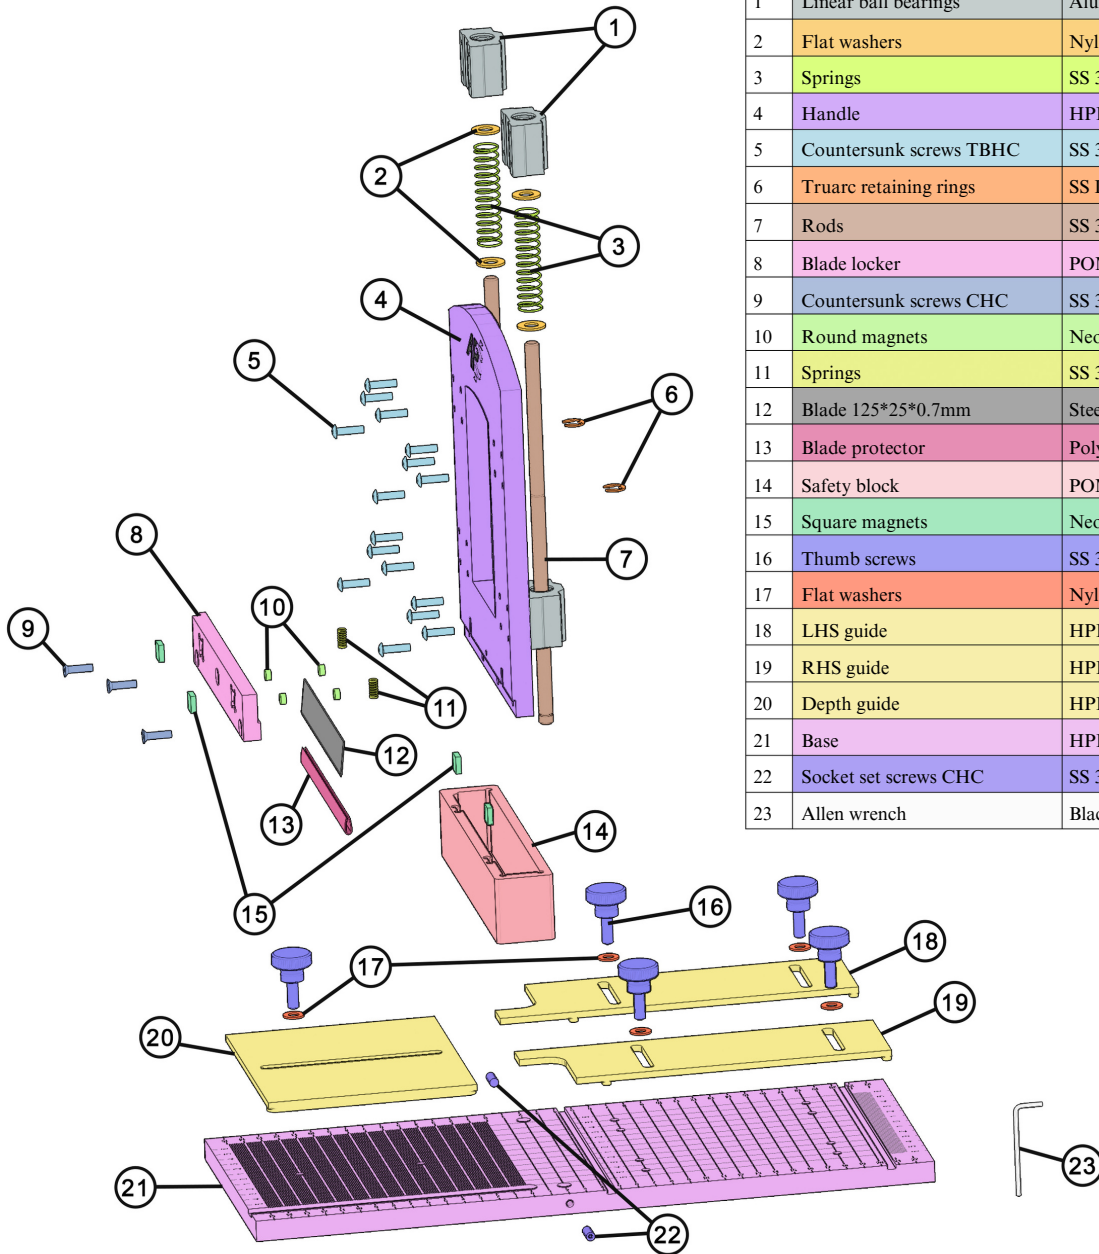 1 Linear ball bearings
2 Flat washers
3 Springs
4 Handle
5 Countersunk screws TBHC
6 Truarc retaining rings
7 Rods
8 Blade locker
9 Countersunk screws CHC
10 Round magnets
11 Springs
12 Blade 125*25*0.7mm
13 Blade protector
14 Safety block
15 Square magnets
16 Thumb screws
17 Flat washers
18 LHS guide
19 RHS guide
20 Depth guide
21 Base
22 Socket set screws CHC
23 Allen wrench
1
2
3
4
5
6
7
8
9
10
11
12
13
14
15
16
17
18
19
20
21
22
23